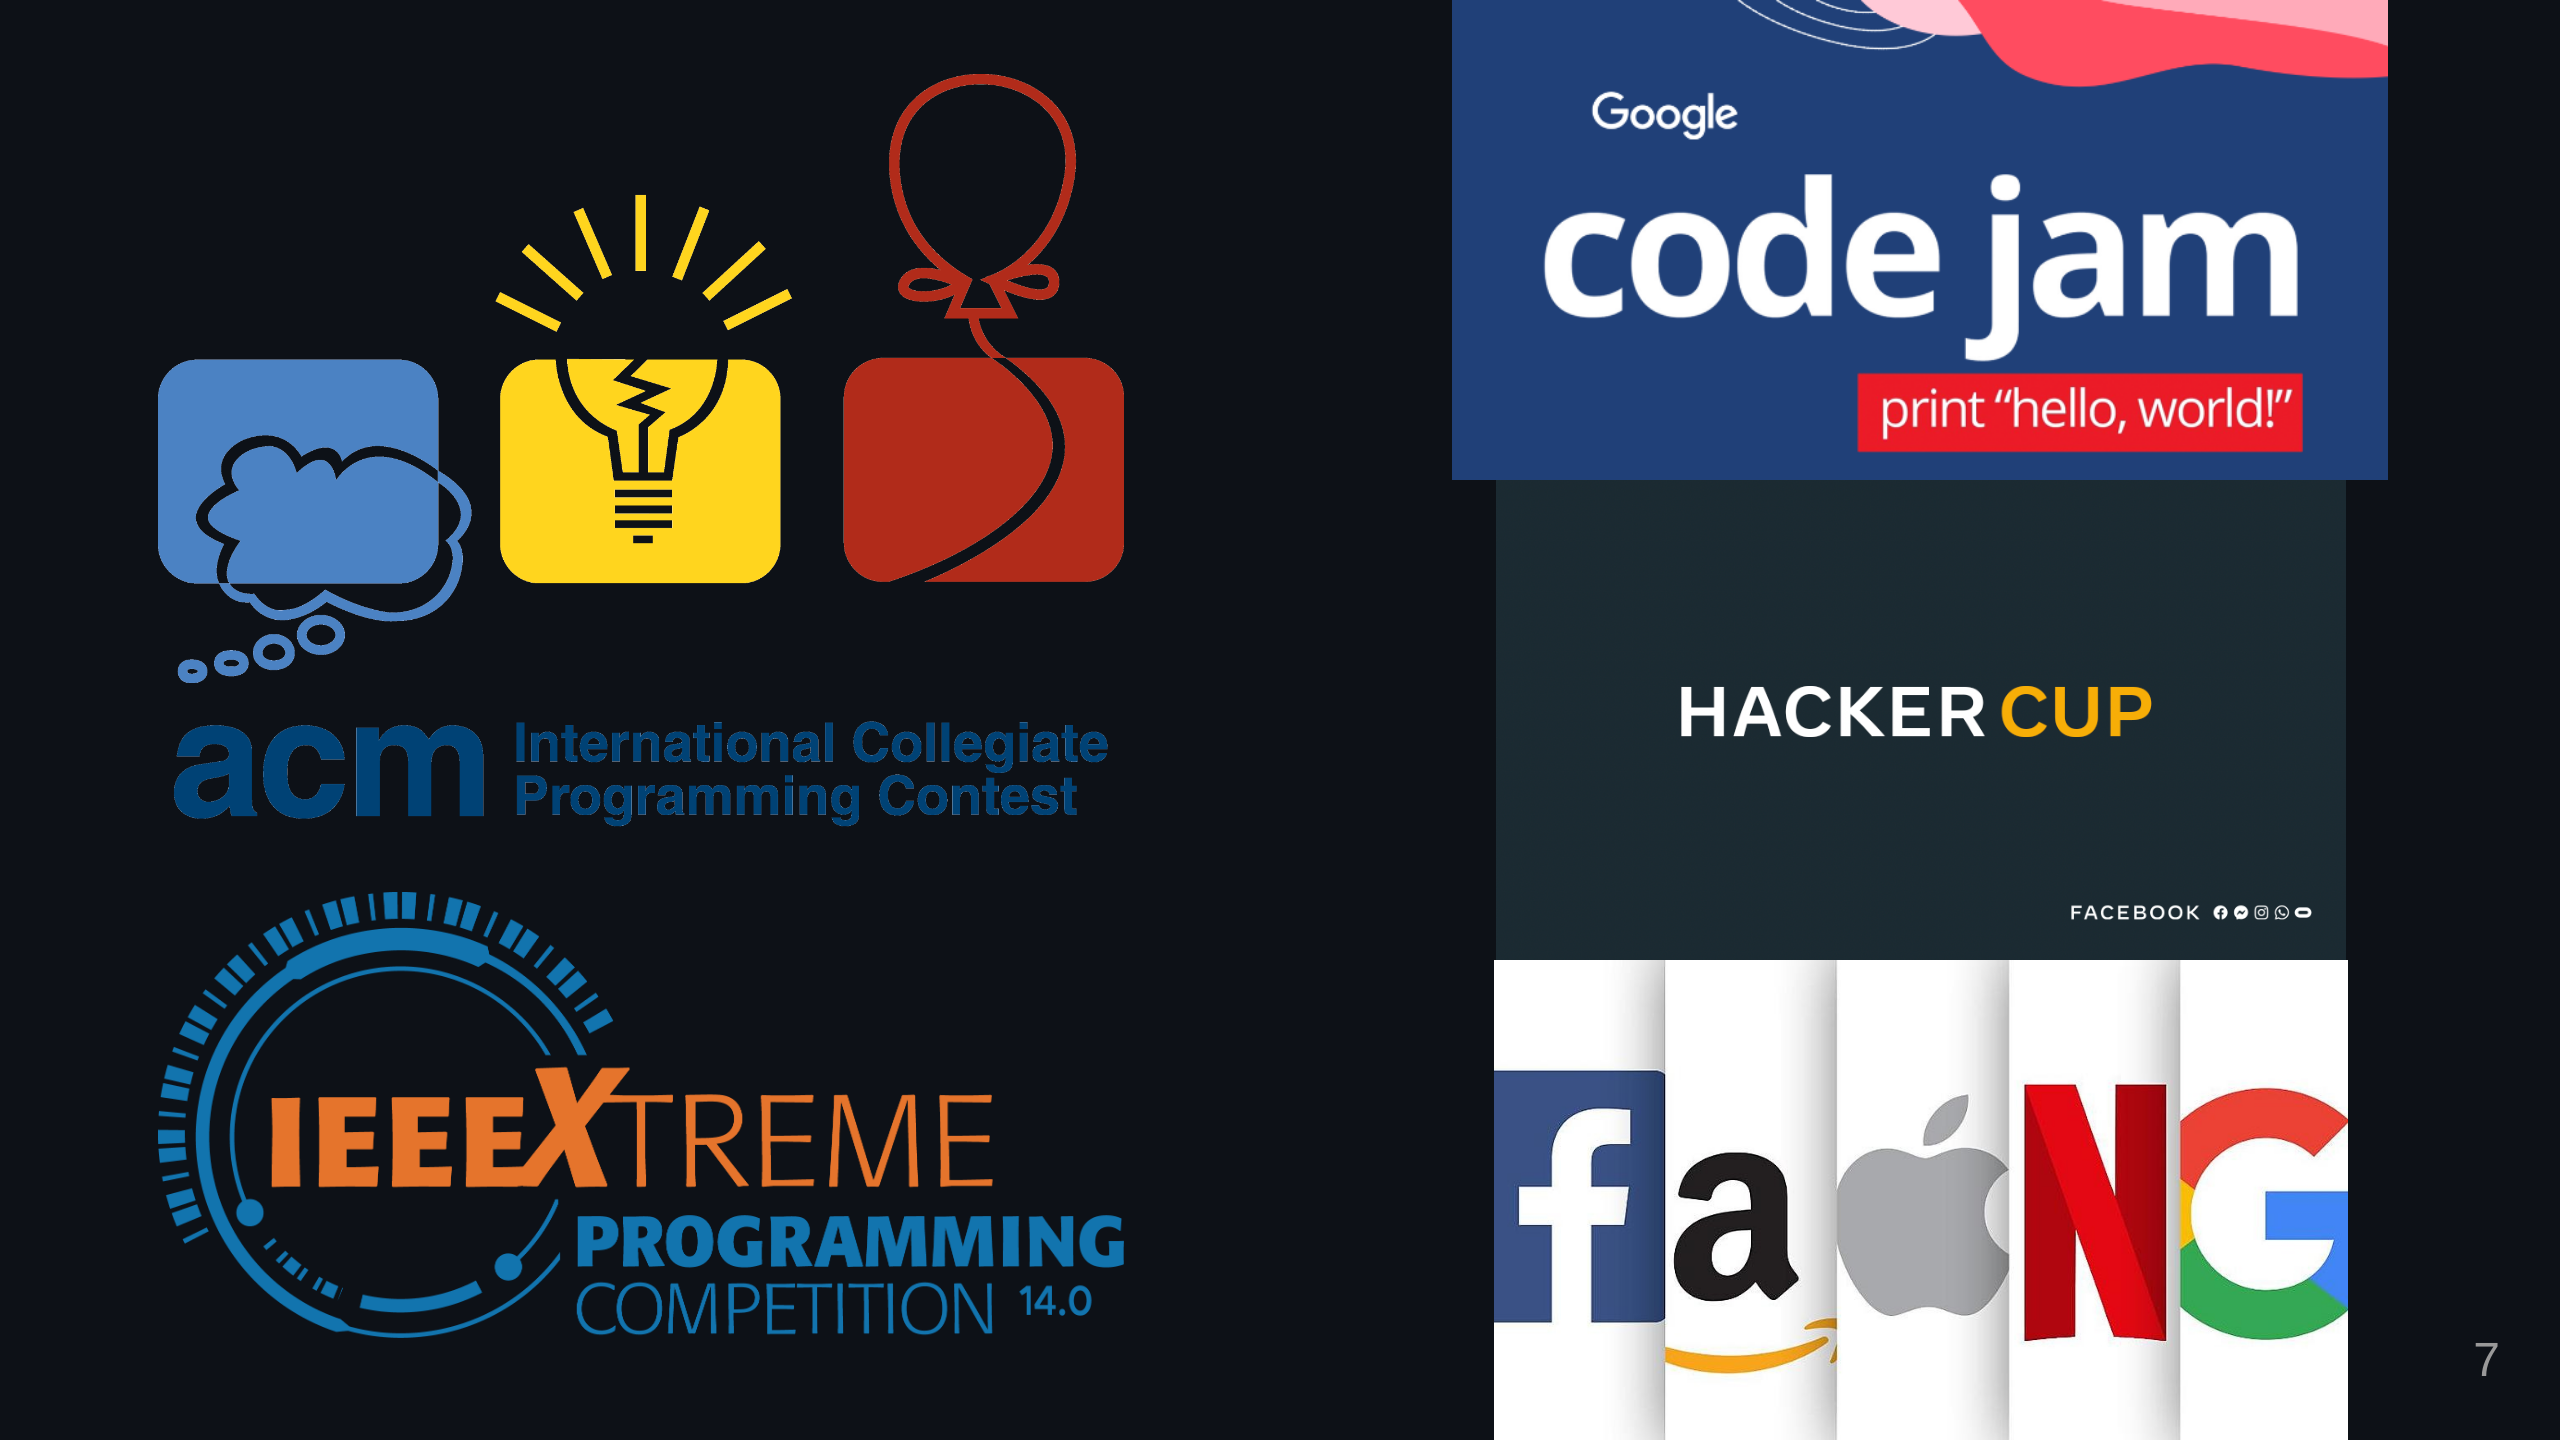 acm International Collegiate
Programming Contest
IEEEXTREME
PROGRAMMING
COMPETITION 14.0
Google
code jam
print “hello, world!”
HACKER CUP
FACEBOOK
f a N G
7